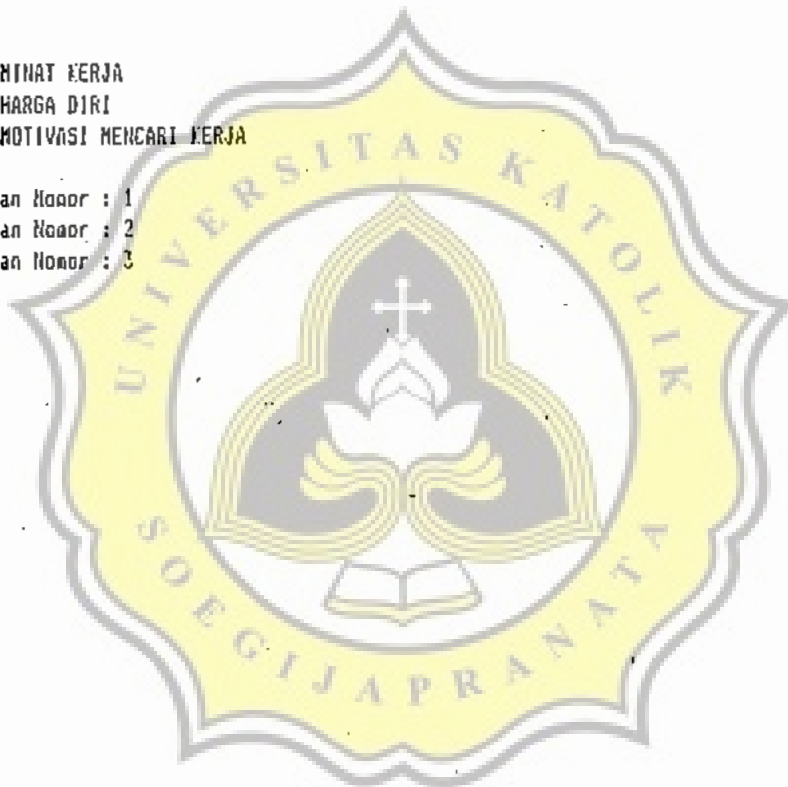 MINAT KERJA
HARGA DIRI
MOTIVASI MENCARI KERJA
an Nomor : 1
an Nomor : 2
an Nomor : 3
UNIVERSITAS KATOLIK
SOEGIJAPRANATA